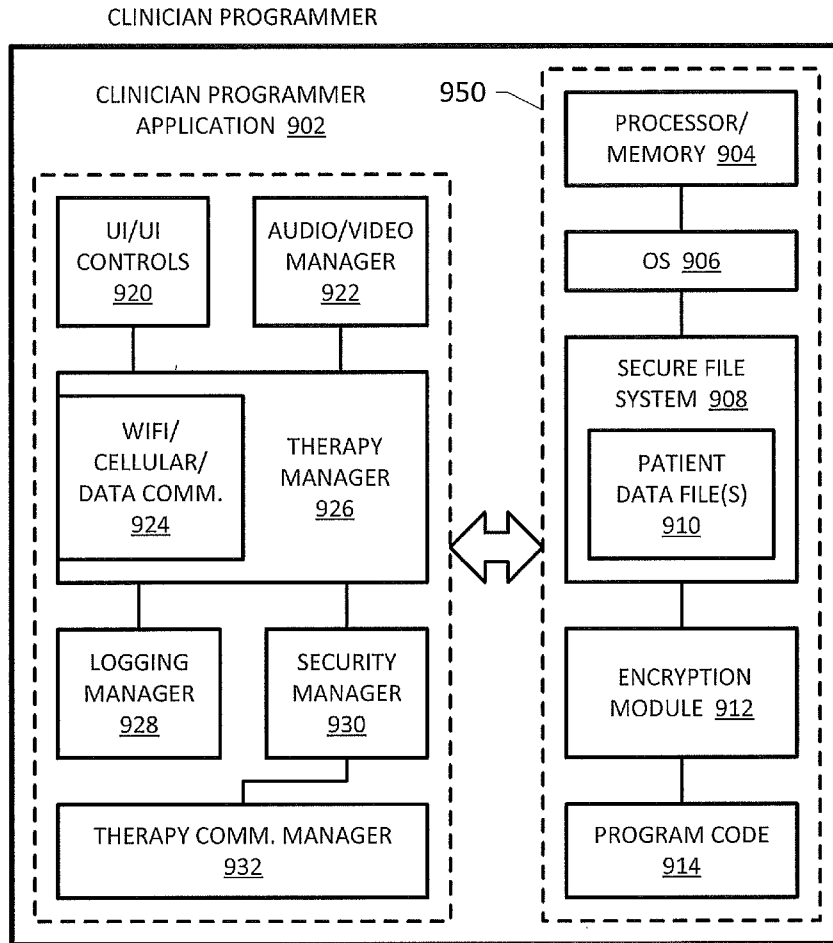 CLINICIAN PROGRAMMER
CLINICIAN PROGRAMMER
APPLICATION 902
UI/UI
CONTROLS
920
AUDIO/VIDEO
MANAGER
922
WIFI/
CELLULAR/
DATA COMM.
924
THERAPY
MANAGER
926
LOGGING
MANAGER
928
SECURITY
MANAGER
930
THERAPY COMM. MANAGER
932
950
PROCESSOR/
MEMORY 904
OS 906
SECURE FILE
SYSTEM 908
PATIENT
DATA FILE(S)
910
ENCRYPTION
MODULE 912
PROGRAM CODE
914